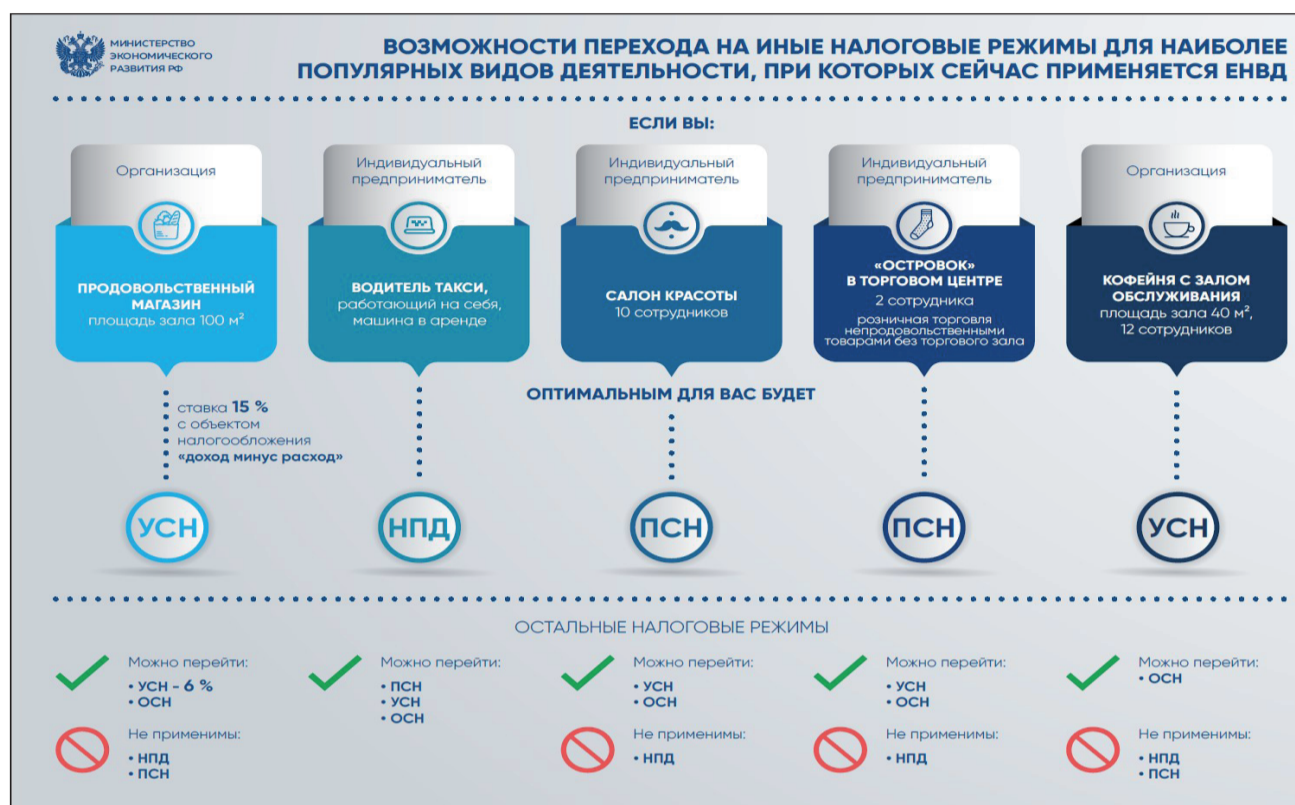 МИНИСТЕРСТВО
ЭКОНОМИЧЕСКОГО
РАЗВИТИЯ РФ
ВОЗМОЖНОСТИ ПЕРЕХОДА НА ИНЫЕ НАЛОГОВЫЕ РЕЖИМЫ ДЛЯ НАИБОЛЕЕ
ПОПУЛЯРНЫХ ВИДОВ ДЕЯТЕЛЬНОСТИ, ПРИ КОТОРЫХ СЕЙЧАС ПРИМЕНЯЕТСЯ ЕНВД
ЕСЛИ ВЫ:
Организация
ПРОДОВОЛЬСТВЕННЫЙ
МАГАЗИН
площадь зала 100 м²
Индивидуальный
предприниматель
ВОДИТЕЛЬ ТАКСИ,
работающий на себя,
машина в аренде
Индивидуальный
предприниматель
САЛОН КРАСОТЫ
10 сотрудников
Индивидуальный
предприниматель
«ОСТРОВОК»
В ТОРГОВОМ ЦЕНТРЕ
2 сотрудника
розничная торговля
непродовольственными
товарами без торгового зала
Организация
КОФЕЙНЯ С ЗАЛОМ
ОБСЛУЖИВАНИЯ
площадь зала 40 м²,
12 сотрудников
ОПТИМАЛЬНЫМ ДЛЯ ВАС БУДЕТ
ставка 15 %
с объектом
налогообложения
«доход минус расход»
УСН
НПД
ПСН
ПСН
УСН
ОСТАЛЬНЫЕ НАЛОГОВЫЕ РЕЖИМЫ
Можно перейти:
• УСН – 6 %
• ОСН
Не применимы:
• НПД
• ПСН
Можно перейти:
• ПСН
• УСН
• ОСН
Можно перейти:
• УСН
• ОСН
Не применимы:
• НПД
Можно перейти:
• УСН
• ОСН
Не применимы:
• НПД
Можно перейти:
• ОСН
Не применимы:
• НПД
• ПСН